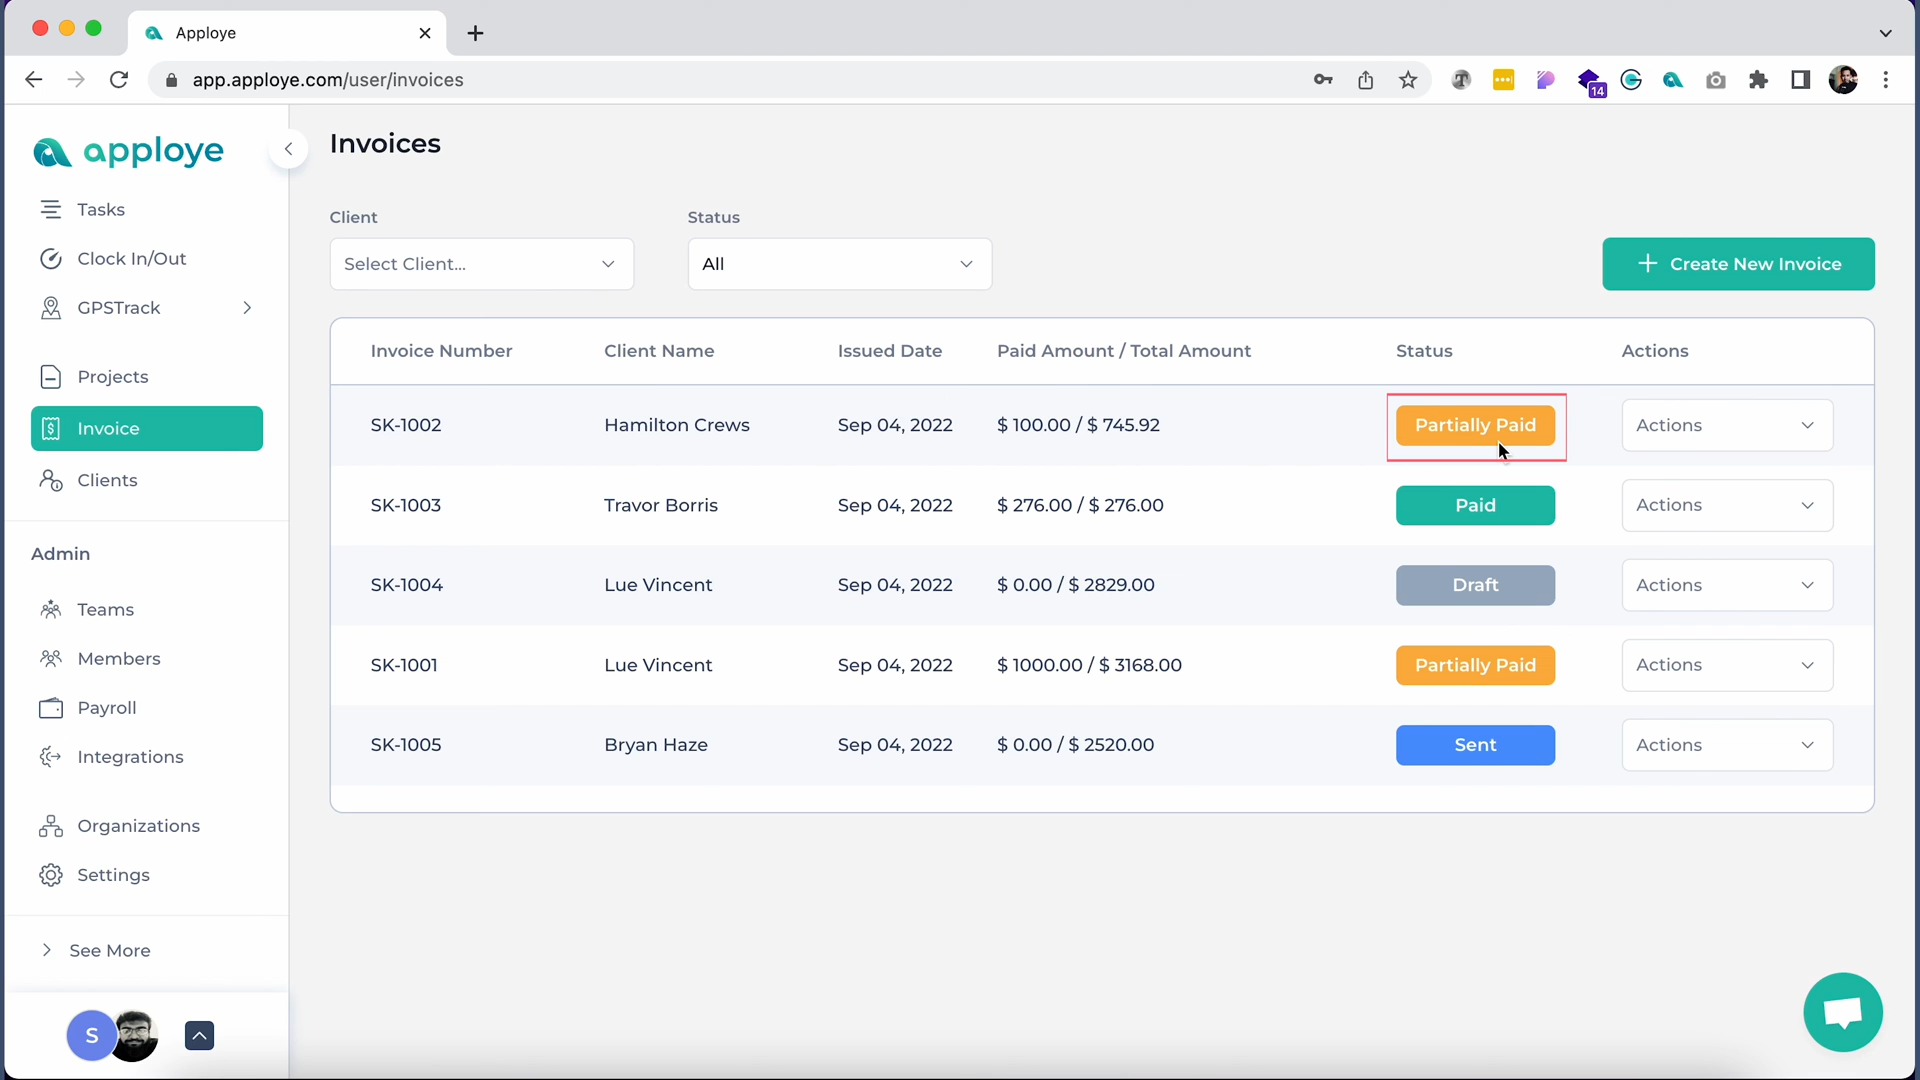 Apploye
app.apploye.com/user/invoices
14
apploye
Invoices
Tasks
Clock In/Out
GPSTrack
Projects
Invoice
Clients
Admin
Teams
Members
Payroll
Integrations
Organizations
Settings
See More
S
Client
Status
Select Client...
All
Create New Invoice
Invoice Number Client Name Issued Date Paid Amount / Total Amount Status Actions
SK-1002 Hamilton Crews Sep 04, 2022 $ 100.00 / $ 745.92 Partially Paid Actions
SK-1003 Travor Borris Sep 04, 2022 $ 276.00 / $ 276.00 Paid Actions
SK-1004 Lue Vincent Sep 04, 2022 $ 0.00 / $ 2829.00 Draft Actions
SK-1001 Lue Vincent Sep 04, 2022 $ 1000.00 / $ 3168.00 Partially Paid Actions
SK-1005 Bryan Haze Sep 04, 2022 $ 0.00 / $ 2520.00 Sent Actions